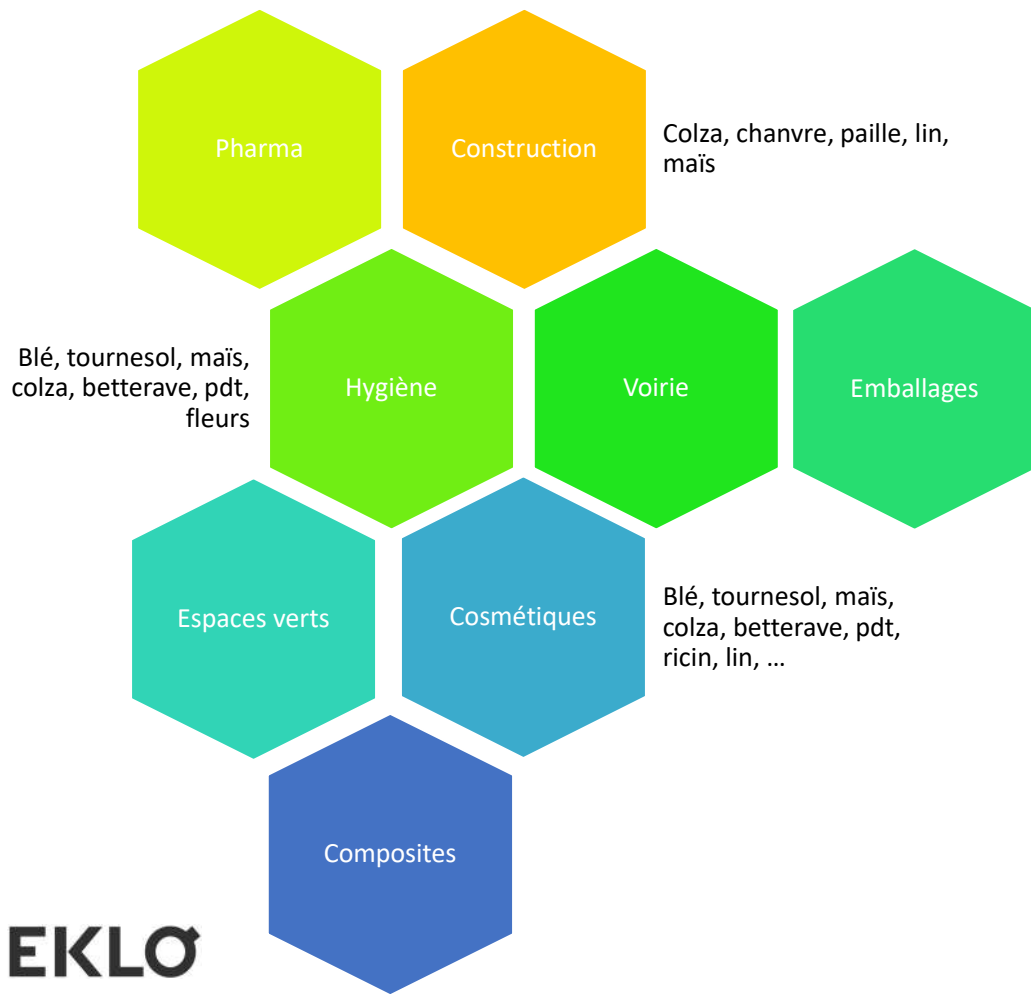 Pharma
Construction
Colza, chanvre, paille, lin,
maïs
Blé, tournesol, maïs,
colza, betterave, pdt,
fleurs
Hygiène
Voirie
Emballages
Espaces verts
Cosmétiques
Blé, tournesol, maïs,
colza, betterave, pdt,
ricin, lin, ...
Composites
EKLO